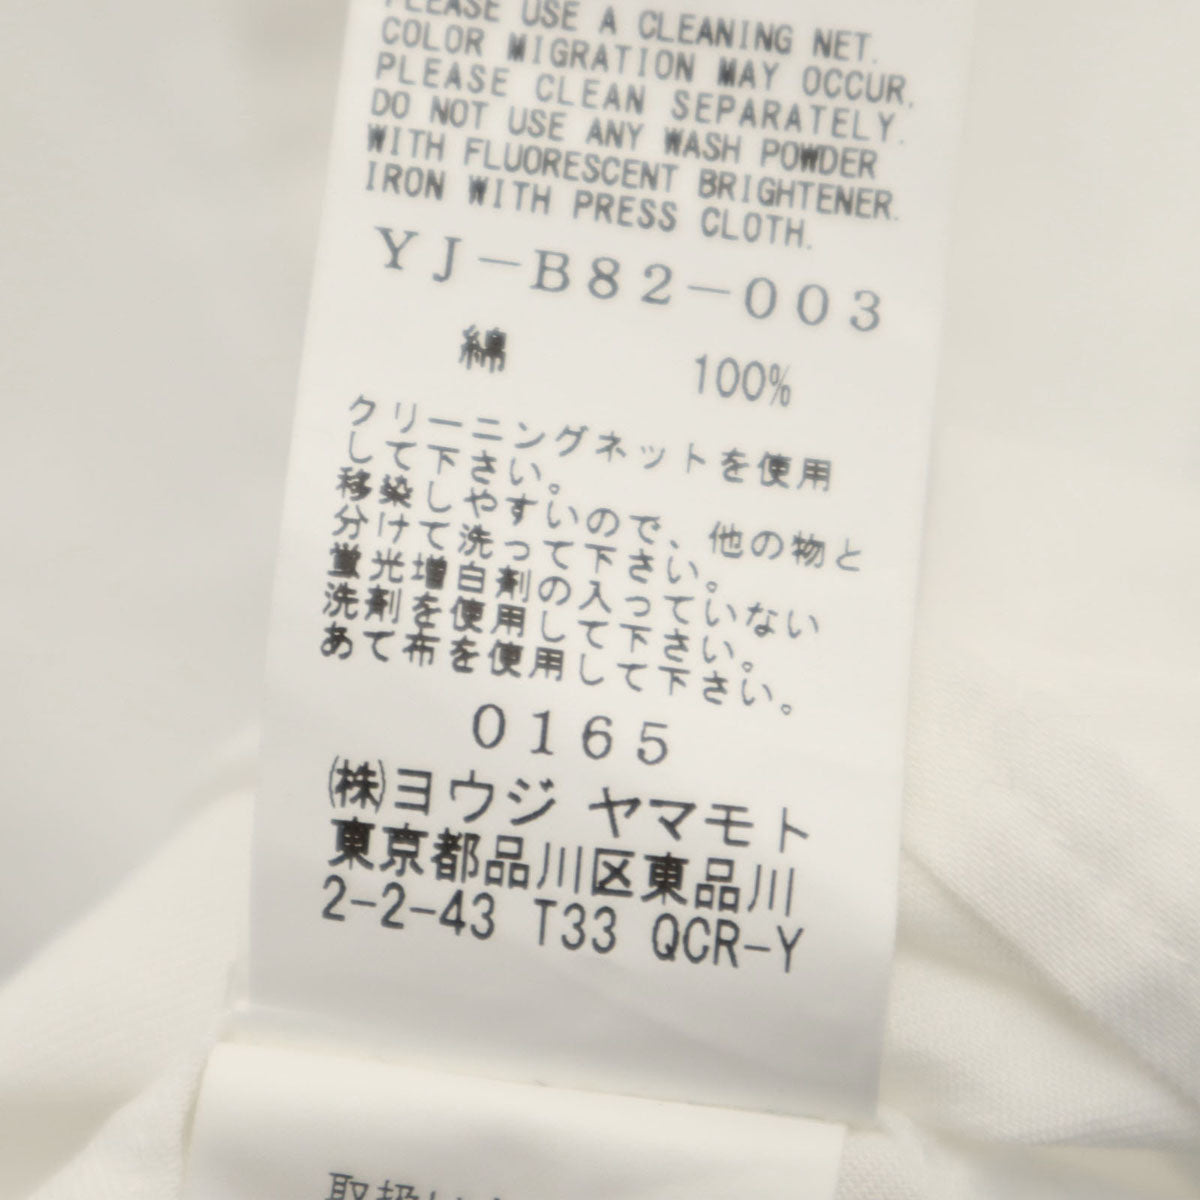 PLEASE USE A CLEANING NET.
COLOR MIGRATION MAY OCCUR.
PLEASE CLEAN SEPARATELY.
DO NOT USE ANY WASH POWDER
WITH FLUORESCENT BRIGHTENER.
IRON WITH PRESS CLOTH.
YJ-B82-003
綿 100%
クリーニングネットを使用
して下さい。
移染しやすいので、他の物と
分けて洗って下さい。
蛍光増白剤の入っていない
洗剤を使用して下さい。
あて布を使用して下さい。
0165
㈱ヨウジ ヤマモト
東京都品川区東品川
2-2-43 T33 QCR-Y